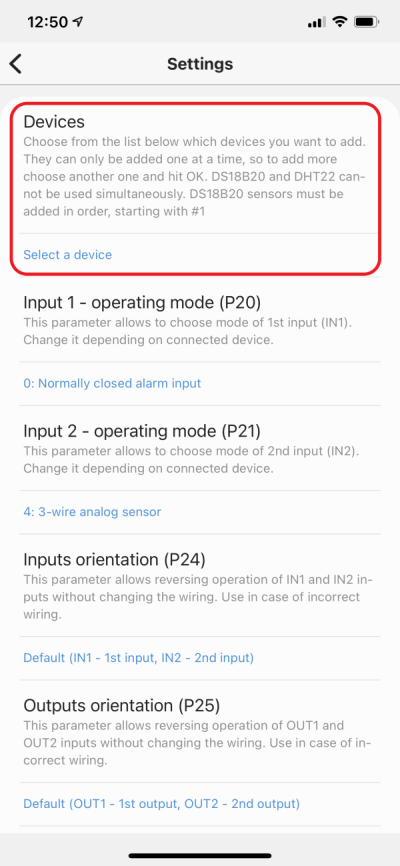 12:50
Settings
Devices
Choose from the list below which devices you want to add.
They can only be added one at a time, so to add more
choose another one and hit OK. DS18B20 and DHT22 can-
not be used simultaneously. DS18B20 sensors must be
added in order, starting with #1
Select a device
Input 1 - operating mode (P20)
This parameter allows to choose mode of 1st input (IN1).
Change it depending on connected device.
0: Normally closed alarm input
Input 2 - operating mode (P21)
This parameter allows to choose mode of 2nd input (IN2).
Change it depending on connected device.
4: 3-wire analog sensor
Inputs orientation (P24)
This parameter allows reversing operation of IN1 and IN2 in-
puts without changing the wiring. Use in case of incorrect
wiring.
Default (IN1 - 1st input, IN2 - 2nd input)
Outputs orientation (P25)
This parameter allows reversing operation of OUT1 and
OUT2 inputs without changing the wiring. Use in case of in-
correct wiring.
Default (OUT1 - 1st output, OUT2 - 2nd output)